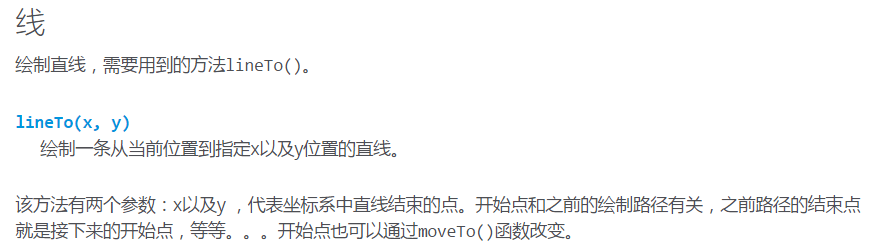 线
绘制直线，需要用到的方法lineTo()。
lineTo(x, y)
绘制一条从当前位置到指定x以及y位置的直线。
该方法有两个参数：x以及y ，代表坐标系中直线结束的点。开始点和之前的绘制路径有关，之前路径的结束点
就是接下来的开始点，等等。。。开始点也可以通过moveTo()函数改变。